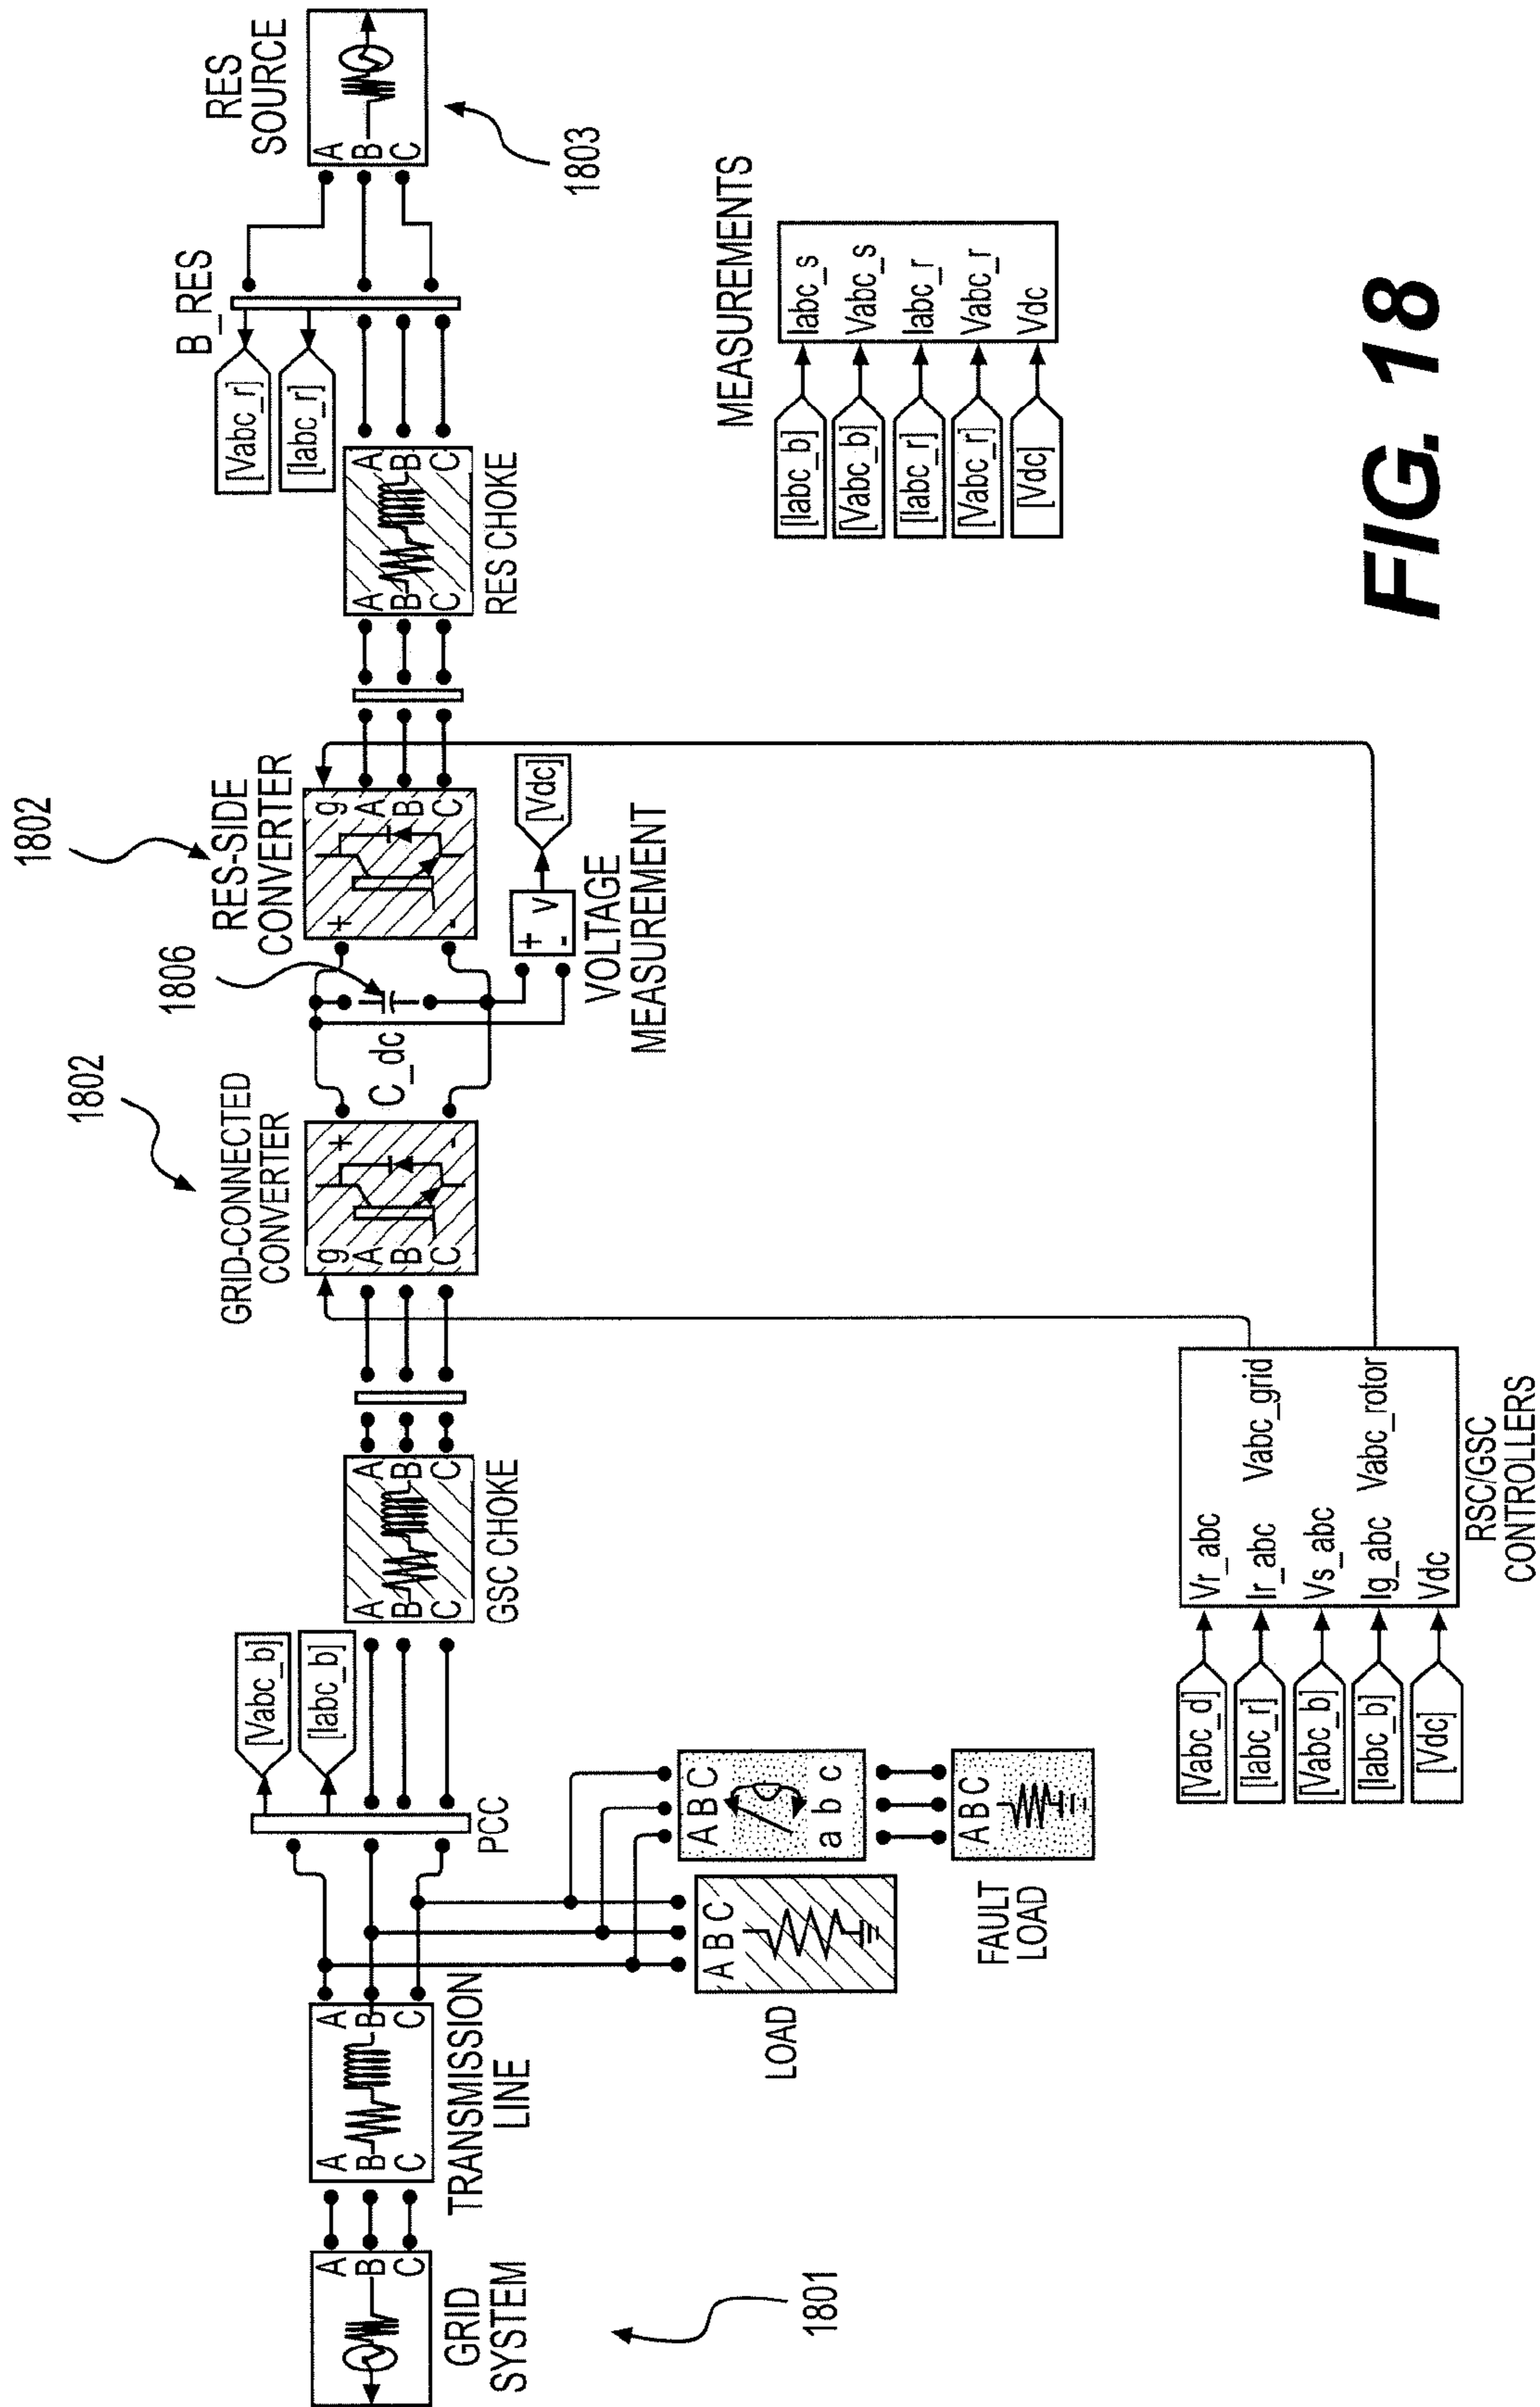 1802
1802
1806
RES
SOURCE
A
B
C
1803
B_RES
[Vabc_r]
[Iabc_r]
A
B
C
A
B
C
RES CHOKE
RES-SIDE
CONVERTER
g
A
B
C
+
-
C_dc
+
-
v
[Vdc]
VOLTAGE
MEASUREMENT
GRID-CONNECTED
CONVERTER
g
A
B
C
+
-
A
B
C
A
B
C
GSC CHOKE
[Vabc_b]
[Iabc_b]
PCC
A
B
C
A
B
C
TRANSMISSION
LINE
A
B
C
GRID
SYSTEM
1801
A B C
LOAD
A B C
a b c
A B C
FAULT
LOAD
[Vabc_d]
[Iabc_r]
[Vabc_b]
[Iabc_b]
[Vdc]
Vr_abc
Ir_abc
Vabc_grid
Vs_abc
Ig_abc
Vabc_rotor
Vdc
RSC/GSC
CONTROLLERS
MEASUREMENTS
[Iabc_b]
Iabc_s
[Vabc_b]
Vabc_s
[Iabc_r]
Iabc_r
[Vabc_r]
Vabc_r
[Vdc]
Vdc
FIG. 18